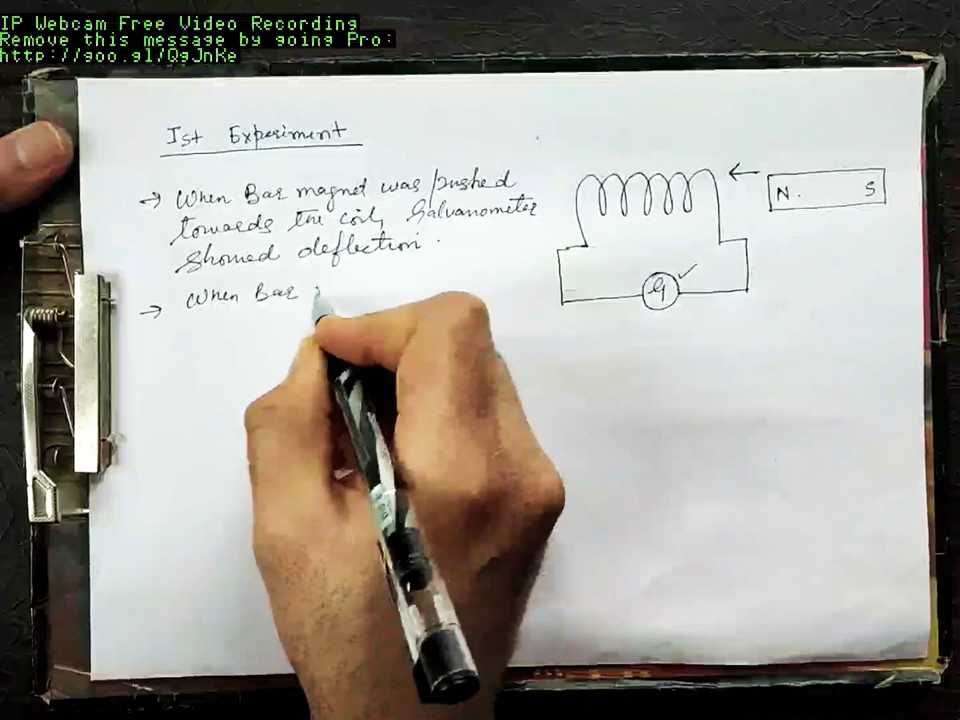 IP Webcam Free Video Recording
Remove this message by going Pro:
http://goo.gl/QgJnKe
Ist Experiment
→ When Bar magnet was pushed
towards the coil, Galvanometer
showed deflection.
→ When Bar
N. S
G